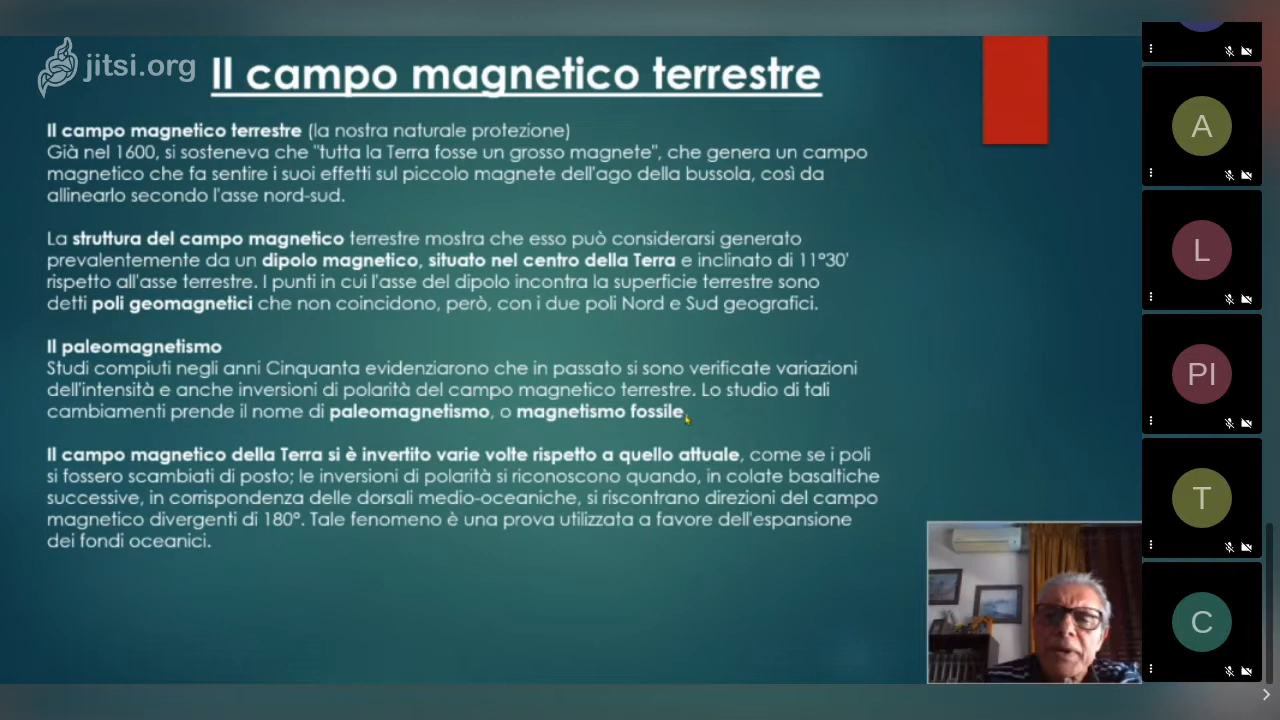 jitsi.org
Il campo magnetico terrestre
Il campo magnetico terrestre (la nostra naturale protezione)
Già nel 1600, si sosteneva che "tutta la Terra fosse un grosso magnete", che genera un campo
magnetico che fa sentire i suoi effetti sul piccolo magnete dell'ago della bussola, così da
allinearlo secondo l'asse nord-sud.
La struttura del campo magnetico terrestre mostra che esso può considerarsi generato
prevalentemente da un dipolo magnetico, situato nel centro della Terra e inclinato di 11°30'
rispetto all'asse terrestre. I punti in cui l'asse del dipolo incontra la superficie terrestre sono
detti poli geomagnetici che non coincidono, però, con i due poli Nord e Sud geografici.
Il paleomagnetismo
Studi compiuti negli anni Cinquanta evidenziarono che in passato si sono verificate variazioni
dell'intensità e anche inversioni di polarità del campo magnetico terrestre. Lo studio di tali
cambiamenti prende il nome di paleomagnetismo, o magnetismo fossile.
Il campo magnetico della Terra si è invertito varie volte rispetto a quello attuale, come se i poli
si fossero scambiati di posto; le inversioni di polarità si riconoscono quando, in colate basaltiche
successive, in corrispondenza delle dorsali medio-oceaniche, si riscontrano direzioni del campo
magnetico divergenti di 180°. Tale fenomeno è una prova utilizzata a favore dell'espansione
dei fondi oceanici.
A
L
PI
T
C